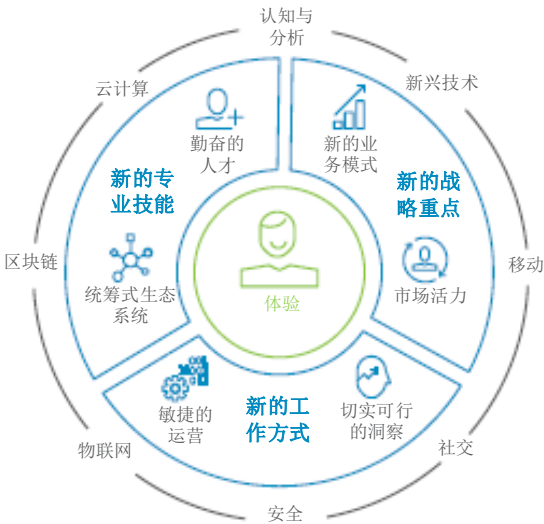 认知与
分析
新兴技术
移动
社交
安全
物联网
区块链
云计算
勤奋的
人才
新的专
业技能
统筹式生态
系统
新的业
务模式
新的战
略重点
市场活力
体验
敏捷的
运营
新的工
作方式
切实可行
的洞察